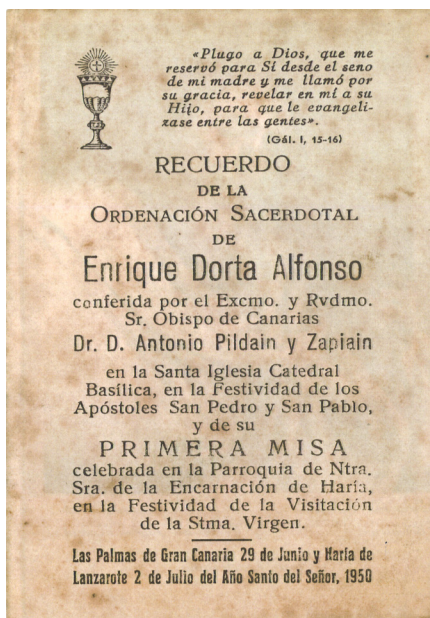 «Plugo a Dios, que me
reservó para Sí desde el seno
de mi madre y me llamó por
su gracia, revelar en mí a su
Hijo, para que le evangeli-
zase entre las gentes».
(Gál. I, 15-16)
RECUERDO
DE LA
ORDENACIÓN SACERDOTAL
DE
Enrique Dorta Alfonso
conferida por el Excmo. y Rvdmo.
Sr. Obispo de Canarias
Dr. D. Antonio Pildain y Zapiain
en la Santa Iglesia Catedral
Basílica, en la Festividad de los
Apóstoles San Pedro y San Pablo,
y de su
PRIMERA MISA
celebrada en la Parroquia de Ntra.
Sra. de la Encarnación de Haría,
en la Festividad de la Visitación
de la Stma. Virgen.
Las Palmas de Gran Canaria 29 de Junio y Haría de
Lanzarote 2 de Julio del Año Santo del Señor, 1950